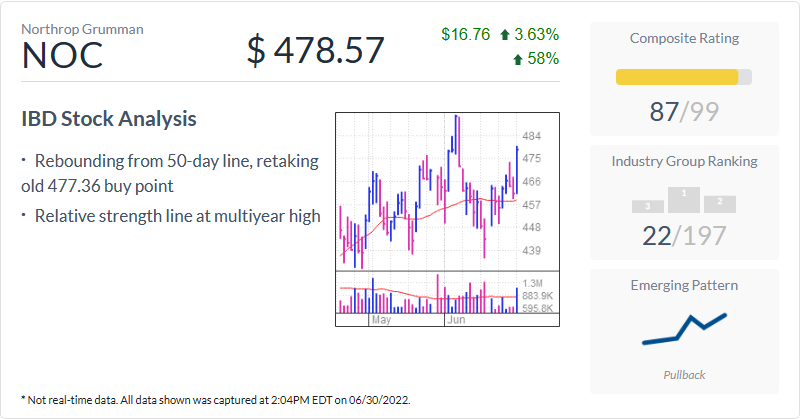 Northrop Grumman
NOC
$ 478.57
$16.76 3.63%
58%
IBD Stock Analysis
· Rebounding from 50-day line, retaking
old 477.36 buy point
· Relative strength line at multiyear high
484
475
466
457
448
439
1.3M
883.9K
595.8K
May Jun
Composite Rating
87/99
Industry Group Ranking
3 1 2
22/197
Emerging Pattern
Pullback
* Not real-time data. All data shown was captured at 2:04PM EDT on 06/30/2022.